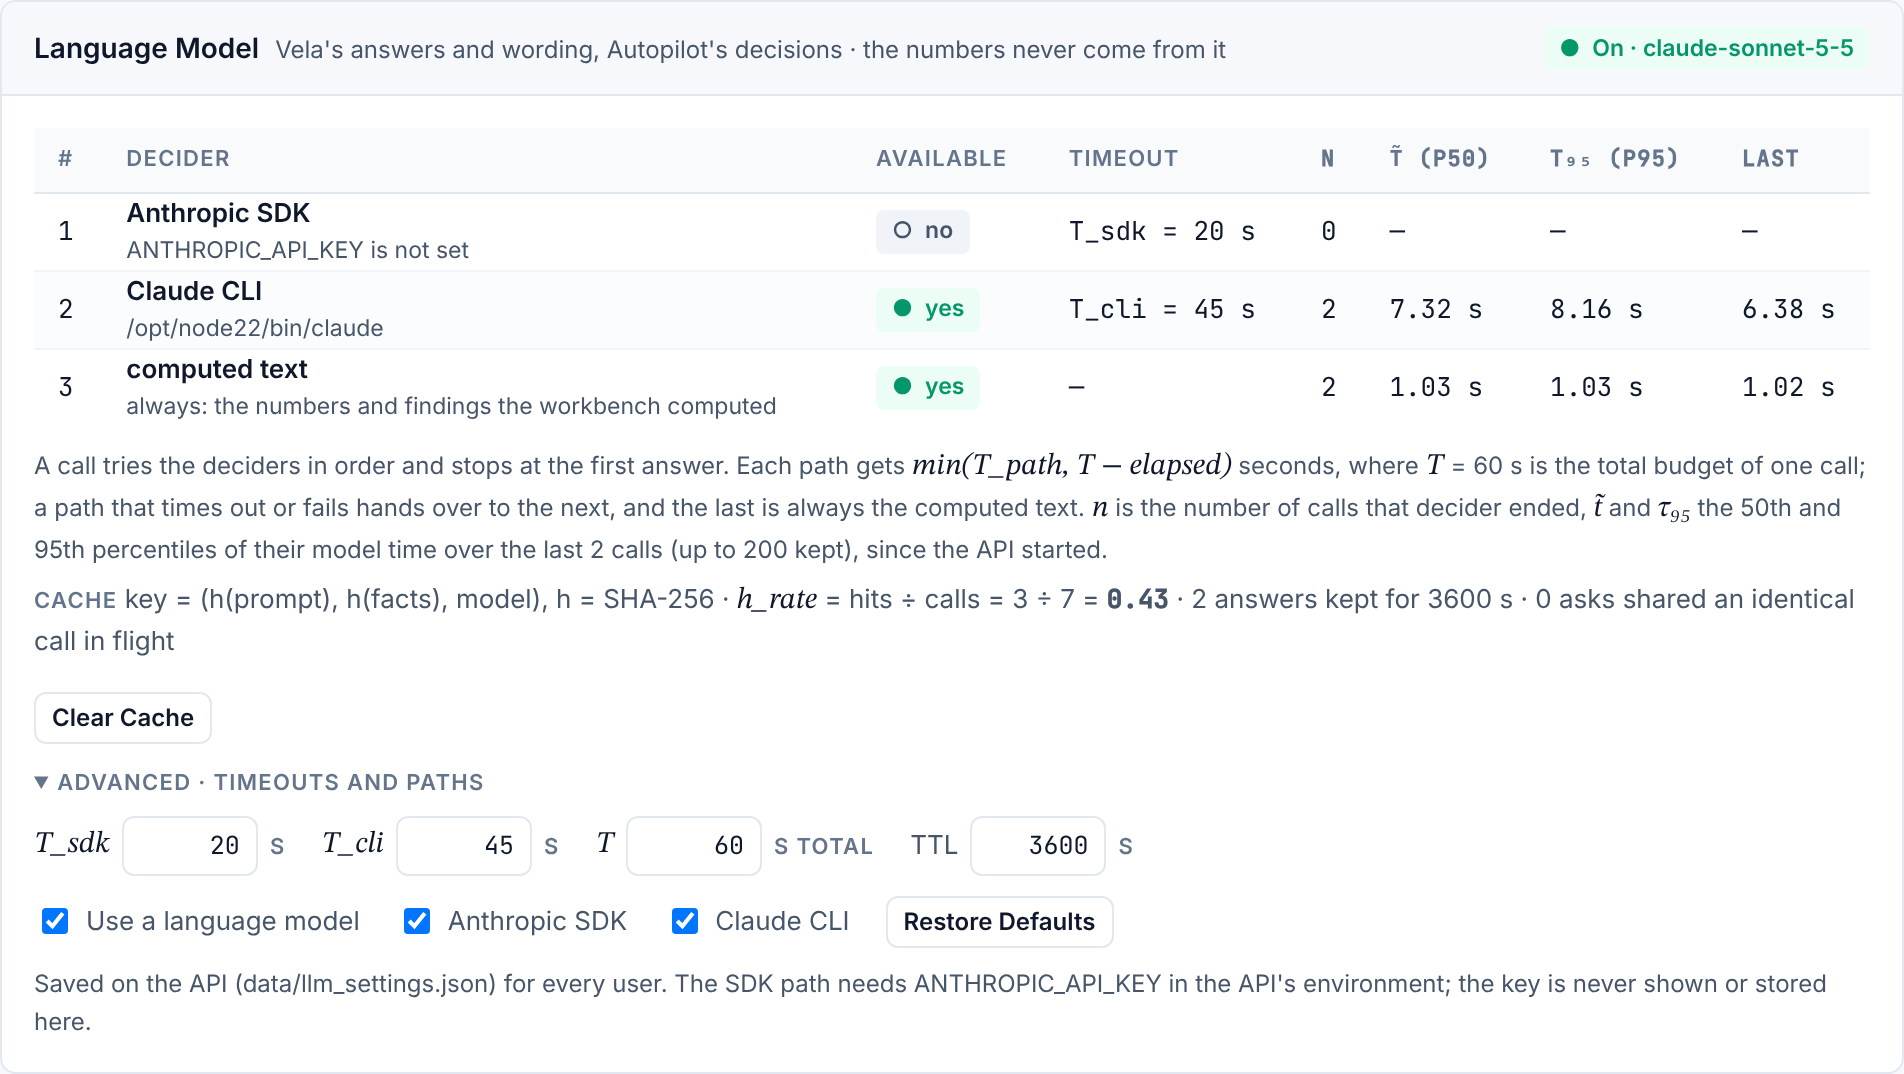 Language Model Vela's answers and wording, Autopilot's decisions · the numbers never come from it On · claude-sonnet-5-5
# DECIDER AVAILABLE TIMEOUT N T̃ (P50) T₉₅ (P95) LAST
1 Anthropic SDK no T_sdk = 20 s 0 — — —
ANTHROPIC_API_KEY is not set
2 Claude CLI yes T_cli = 45 s 2 7.32 s 8.16 s 6.38 s
/opt/node22/bin/claude
3 computed text yes — 2 1.03 s 1.03 s 1.02 s
always: the numbers and findings the workbench computed
A call tries the deciders in order and stops at the first answer. Each path gets min(T_path, T − elapsed) seconds, where T = 60 s is the total budget of one call;
a path that times out or fails hands over to the next, and the last is always the computed text. n is the number of calls that decider ended, t̃ and τ₉₅ the 50th and
95th percentiles of their model time over the last 2 calls (up to 200 kept), since the API started.
CACHE key = (h(prompt), h(facts), model), h = SHA-256 · h_rate = hits ÷ calls = 3 ÷ 7 = 0.43 · 2 answers kept for 3600 s · 0 asks shared an identical
call in flight
Clear Cache
▼ ADVANCED · TIMEOUTS AND PATHS
T_sdk 20 S T_cli 45 S T 60 S TOTAL TTL 3600 S
Use a language model Anthropic SDK Claude CLI Restore Defaults
Saved on the API (data/llm_settings.json) for every user. The SDK path needs ANTHROPIC_API_KEY in the API's environment; the key is never shown or stored
here.